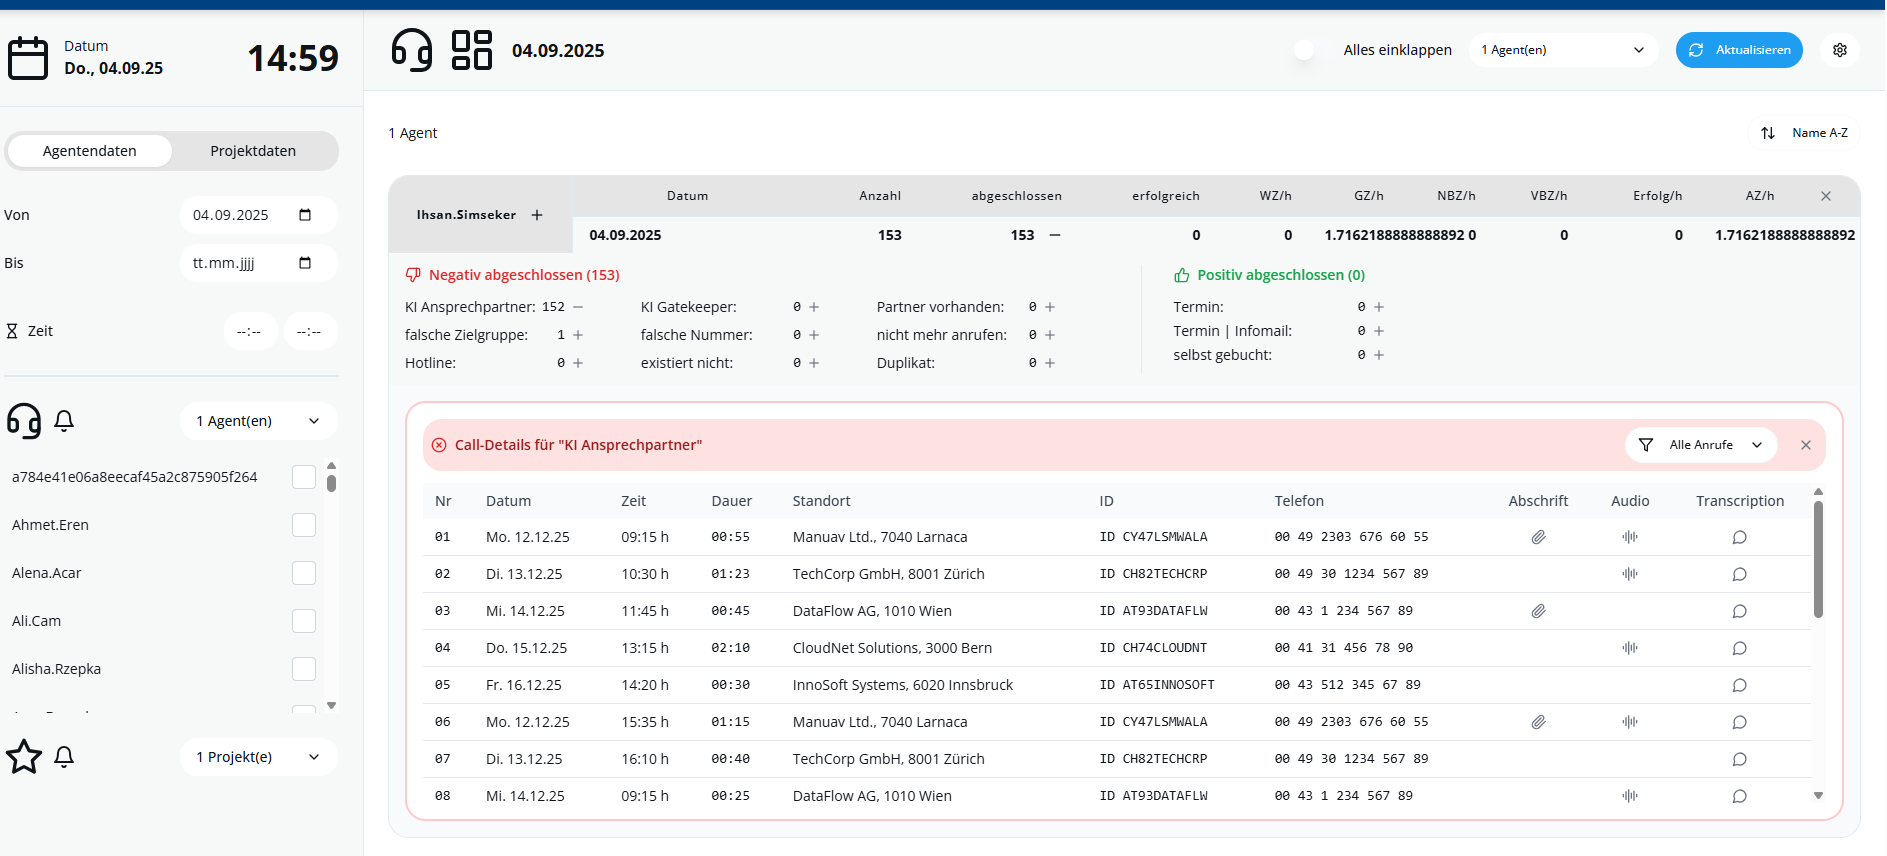 Datum
Do., 04.09.25
14:59
04.09.2025
Alles einklappen
1 Agent(en)
Aktualisieren
Agentendaten
Projektdaten
Von
04.09.2025
Bis
tt.mm.jjjj
Zeit
--:--
--:--
1 Agent(en)
a784e41e06a8eecaf45a2c875905f264
Ahmet.Eren
Alena.Acar
Ali.Cam
Alisha.Rzepka
1 Projekt(e)
1 Agent
Name A-Z
Ihsan.Simseker
Datum Anzahl abgeschlossen erfolgreich WZ/h GZ/h NBZ/h VBZ/h Erfolg/h AZ/h
04.09.2025 153 153 0 0 1.7162188888888892 0 0 0 1.7162188888888892
Negativ abgeschlossen (153)
KI Ansprechpartner: 152
KI Gatekeeper: 0
Partner vorhanden: 0
falsche Zielgruppe: 1
falsche Nummer: 0
nicht mehr anrufen: 0
Hotline: 0
existiert nicht: 0
Duplikat: 0
Positiv abgeschlossen (0)
Termin: 0
Termin | Infomail: 0
selbst gebucht: 0
Call-Details für "KI Ansprechpartner"
Alle Anrufe
Nr Datum Zeit Dauer Standort ID Telefon Abschrift Audio Transcription
01 Mo. 12.12.25 09:15 h 00:55 Manuav Ltd., 7040 Larnaca ID CY47LSMWALA 00 49 2303 676 60 55
02 Di. 13.12.25 10:30 h 01:23 TechCorp GmbH, 8001 Zürich ID CH82TECHCRP 00 49 30 1234 567 89
03 Mi. 14.12.25 11:45 h 00:45 DataFlow AG, 1010 Wien ID AT93DATAFLW 00 43 1 234 567 89
04 Do. 15.12.25 13:15 h 02:10 CloudNet Solutions, 3000 Bern ID CH74CLOUDNT 00 41 31 456 78 90
05 Fr. 16.12.25 14:20 h 00:30 InnoSoft Systems, 6020 Innsbruck ID AT65INNOSOFT 00 43 512 345 67 89
06 Mo. 12.12.25 15:35 h 01:15 Manuav Ltd., 7040 Larnaca ID CY47LSMWALA 00 49 2303 676 60 55
07 Di. 13.12.25 16:10 h 00:40 TechCorp GmbH, 8001 Zürich ID CH82TECHCRP 00 49 30 1234 567 89
08 Mi. 14.12.25 09:15 h 00:25 DataFlow AG, 1010 Wien ID AT93DATAFLW 00 43 1 234 567 89